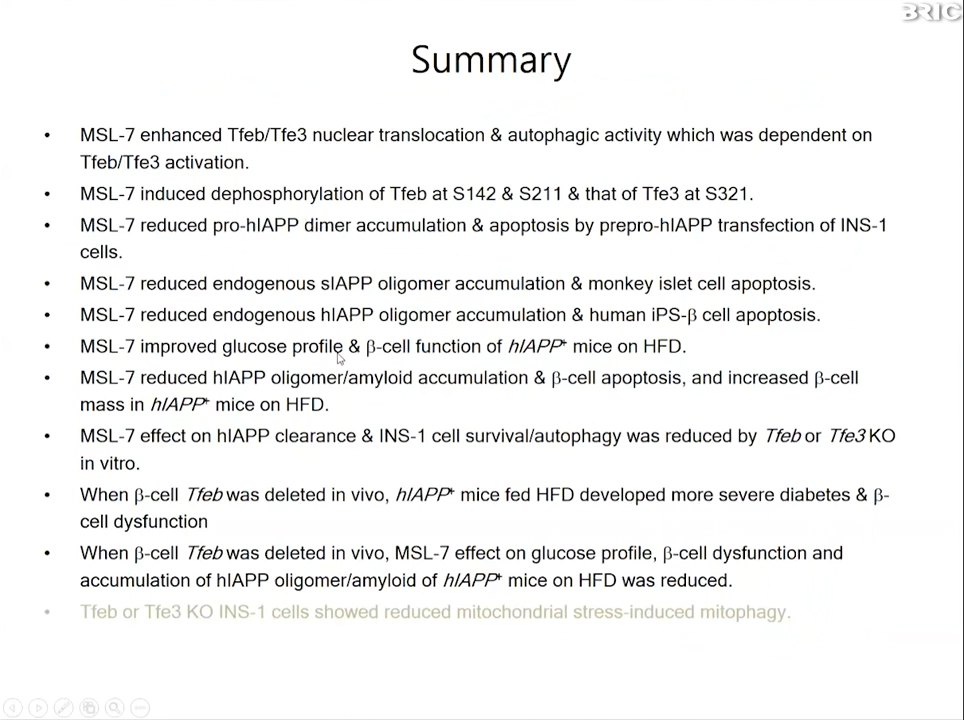 BRIC
Summary
• MSL-7 enhanced Tfeb/Tfe3 nuclear translocation & autophagic activity which was dependent on
Tfeb/Tfe3 activation.
• MSL-7 induced dephosphorylation of Tfeb at S142 & S211 & that of Tfe3 at S321.
• MSL-7 reduced pro-hIAPP dimer accumulation & apoptosis by prepro-hIAPP transfection of INS-1
cells.
• MSL-7 reduced endogenous sIAPP oligomer accumulation & monkey islet cell apoptosis.
• MSL-7 reduced endogenous hIAPP oligomer accumulation & human iPS-β cell apoptosis.
• MSL-7 improved glucose profile & β-cell function of hIAPP⁺ mice on HFD.
• MSL-7 reduced hIAPP oligomer/amyloid accumulation & β-cell apoptosis, and increased β-cell
mass in hIAPP⁺ mice on HFD.
• MSL-7 effect on hIAPP clearance & INS-1 cell survival/autophagy was reduced by Tfeb or Tfe3 KO
in vitro.
• When β-cell Tfeb was deleted in vivo, hIAPP⁺ mice fed HFD developed more severe diabetes & β-
cell dysfunction
• When β-cell Tfeb was deleted in vivo, MSL-7 effect on glucose profile, β-cell dysfunction and
accumulation of hIAPP oligomer/amyloid of hIAPP⁺ mice on HFD was reduced.
• Tfeb or Tfe3 KO INS-1 cells showed reduced mitochondrial stress-induced mitophagy.